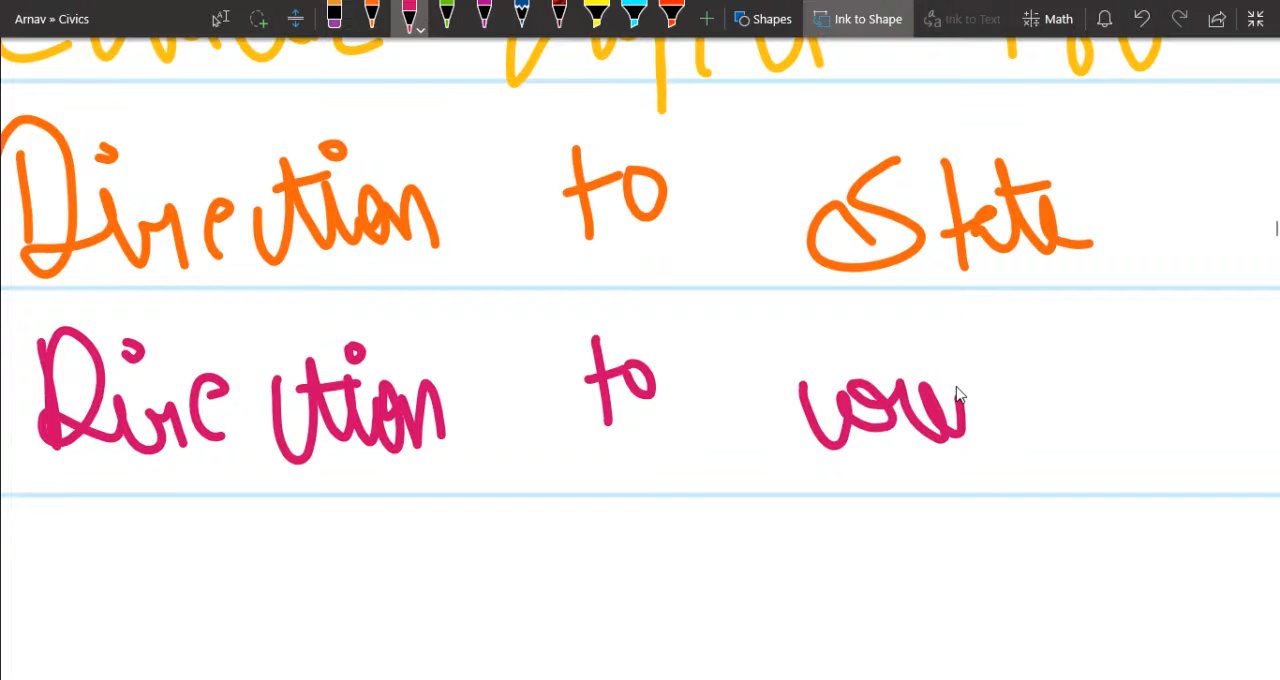 Arnav » Civics
Shapes
Ink to Shape
Ink to Text
Math
Direction to State
Direction to